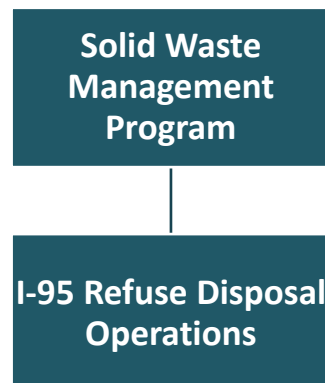 Solid Waste
Management
Program
I-95 Refuse Disposal
Operations